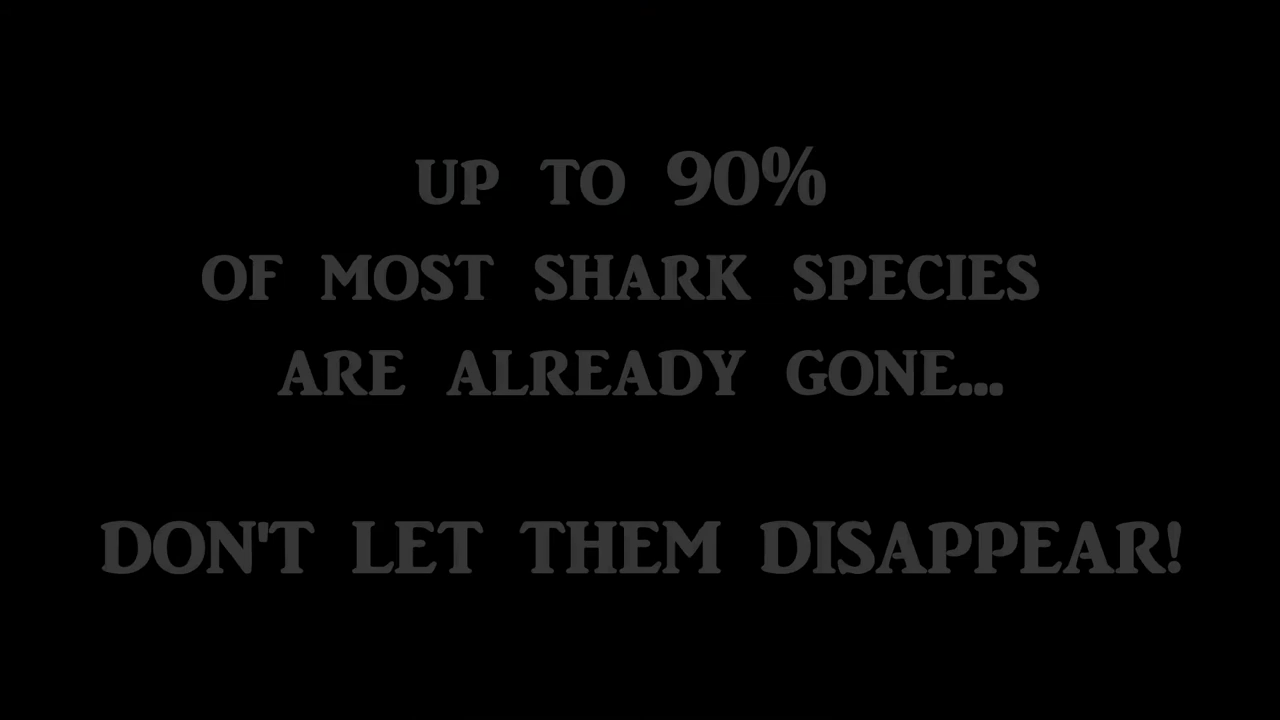 UP TO 90%
OF MOST SHARK SPECIES
ARE ALREADY GONE...
DON'T LET THEM DISAPPEAR!